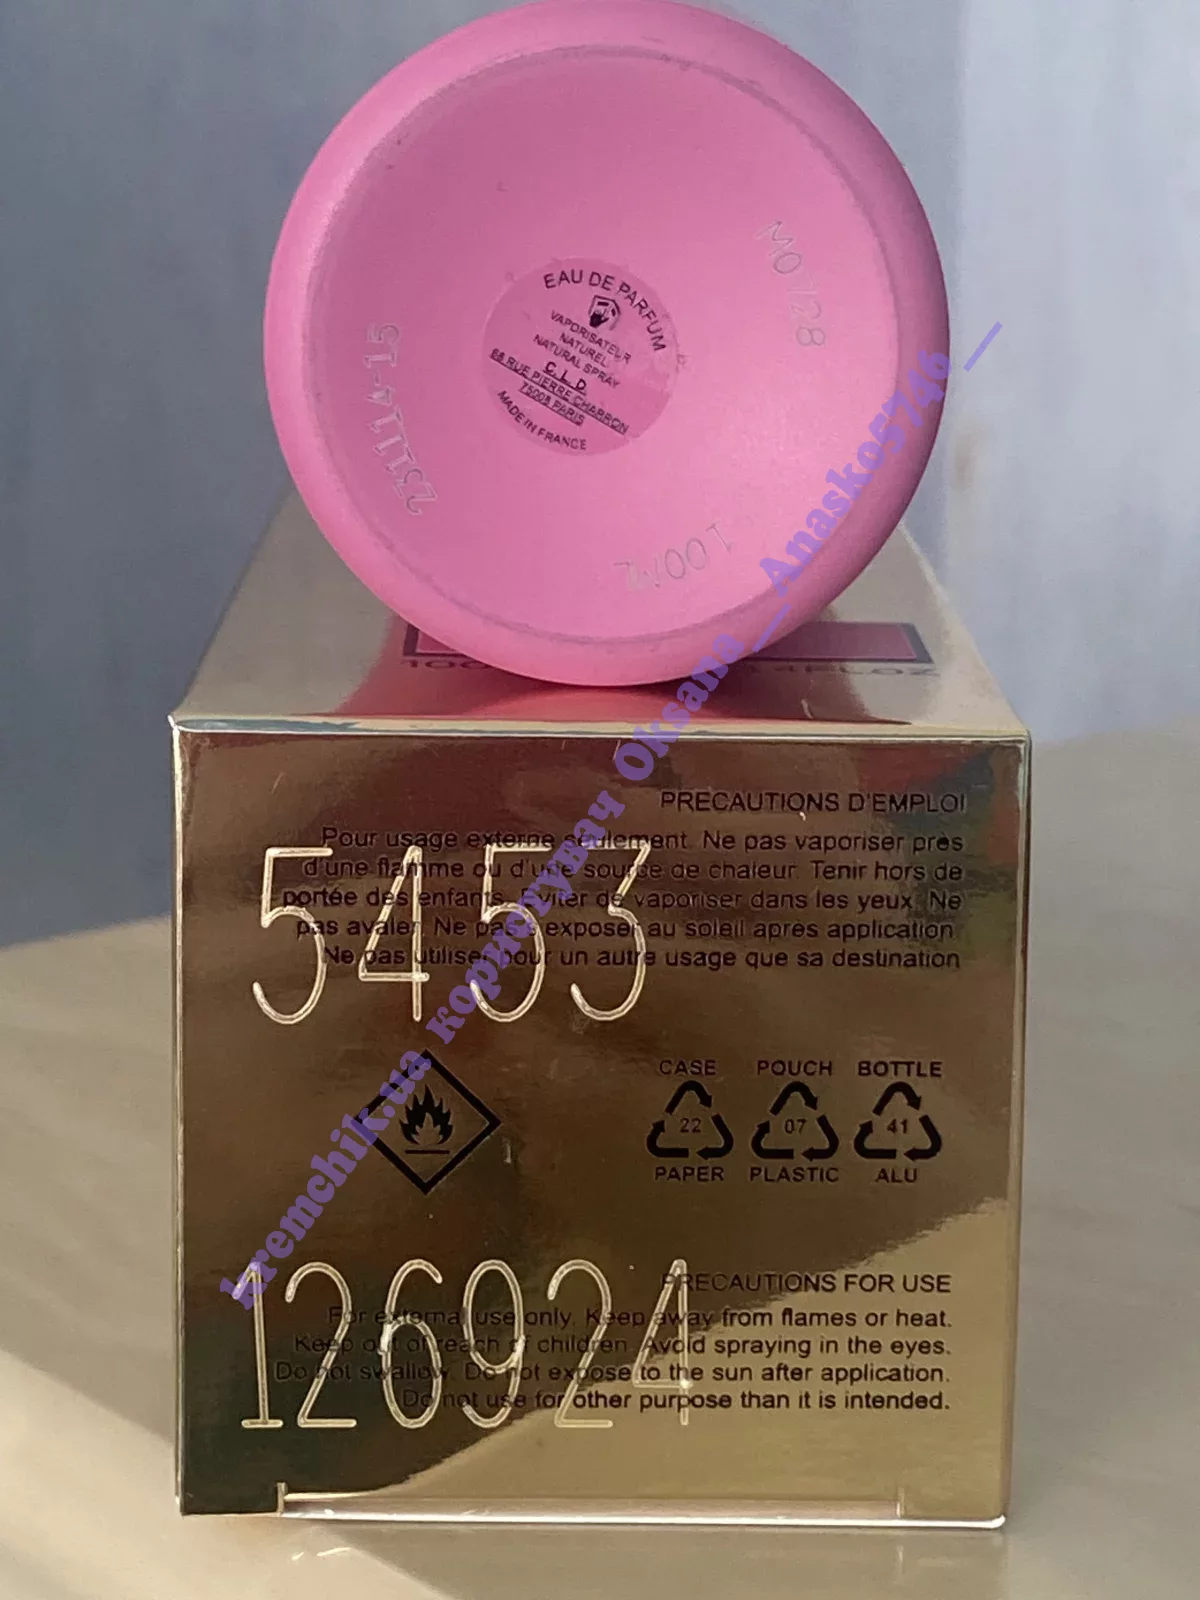 EAU DE PARFUM
VAPORISATEUR
NATUREL
NATURAL SPRAY
C.L.D.
68 RUE PIERRE CHARRON
75008 PARIS
MADE IN FRANCE
MO 728
231114-15
kremchik.ua користувач Oksana__Anasko5746__
PRECAUTIONS D'EMPLOI
Pour usage externe seulement. Ne pas vaporiser près
d'une flamme ou d'une source de chaleur. Tenir hors de
portée des enfants. Eviter de vaporiser dans les yeux. Ne
pas avaler. Ne pas s'exposer au soleil apres application.
Ne pas utiliser pour un autre usage que sa destination
5453
CASE POUCH BOTTLE
22 07 41
PAPER PLASTIC ALU
PRECAUTIONS FOR USE
For external use only. Keep away from flames or heat.
Keep out of reach of children. Avoid spraying in the eyes.
Do not swallow. Do not expose to the sun after application.
Do not use for other purpose than it is intended.
126924